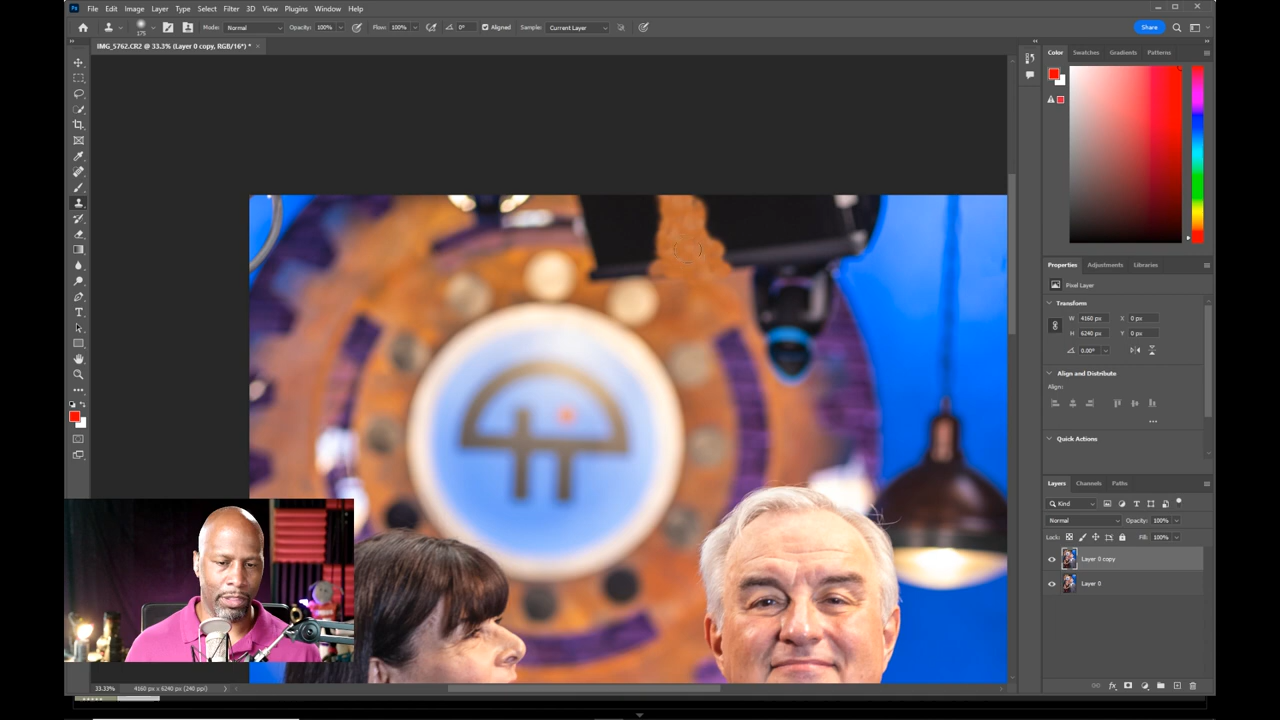 Ps File Edit Image Layer Type Select Filter 3D View Plugins Window Help
175 Mode: Normal Opacity: 100% Flow: 100% 0° Aligned Sample: Current Layer Share
IMG_5762.CR2 @ 33.3% (Layer 0 copy, RGB/16*) * ×
Color Swatches Gradients Patterns
Properties Adjustments Libraries
Pixel Layer
Transform
W 4160 px X 0 px
H 6240 px Y 0 px
0.00°
Align and Distribute
Align:
Quick Actions
Layers Channels Paths
Kind
Normal Opacity: 100%
Lock: Fill: 100%
Layer 0 copy
Layer 0
33.33% 4160 px x 6240 px (240 ppi)